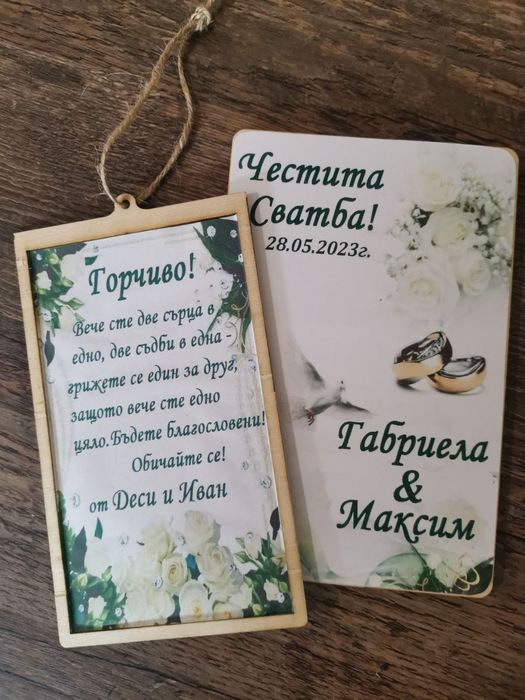 Горчиво!
Вече сте две сърца в
едно, две съдби в една -
грижете се един за друг,
защото вече сте едно
цяло.Бъдете благословени!
Обичайте се!
от Деси и Иван
Честита
Сватба!
28.05.2023г.
Габриела
&
Максим